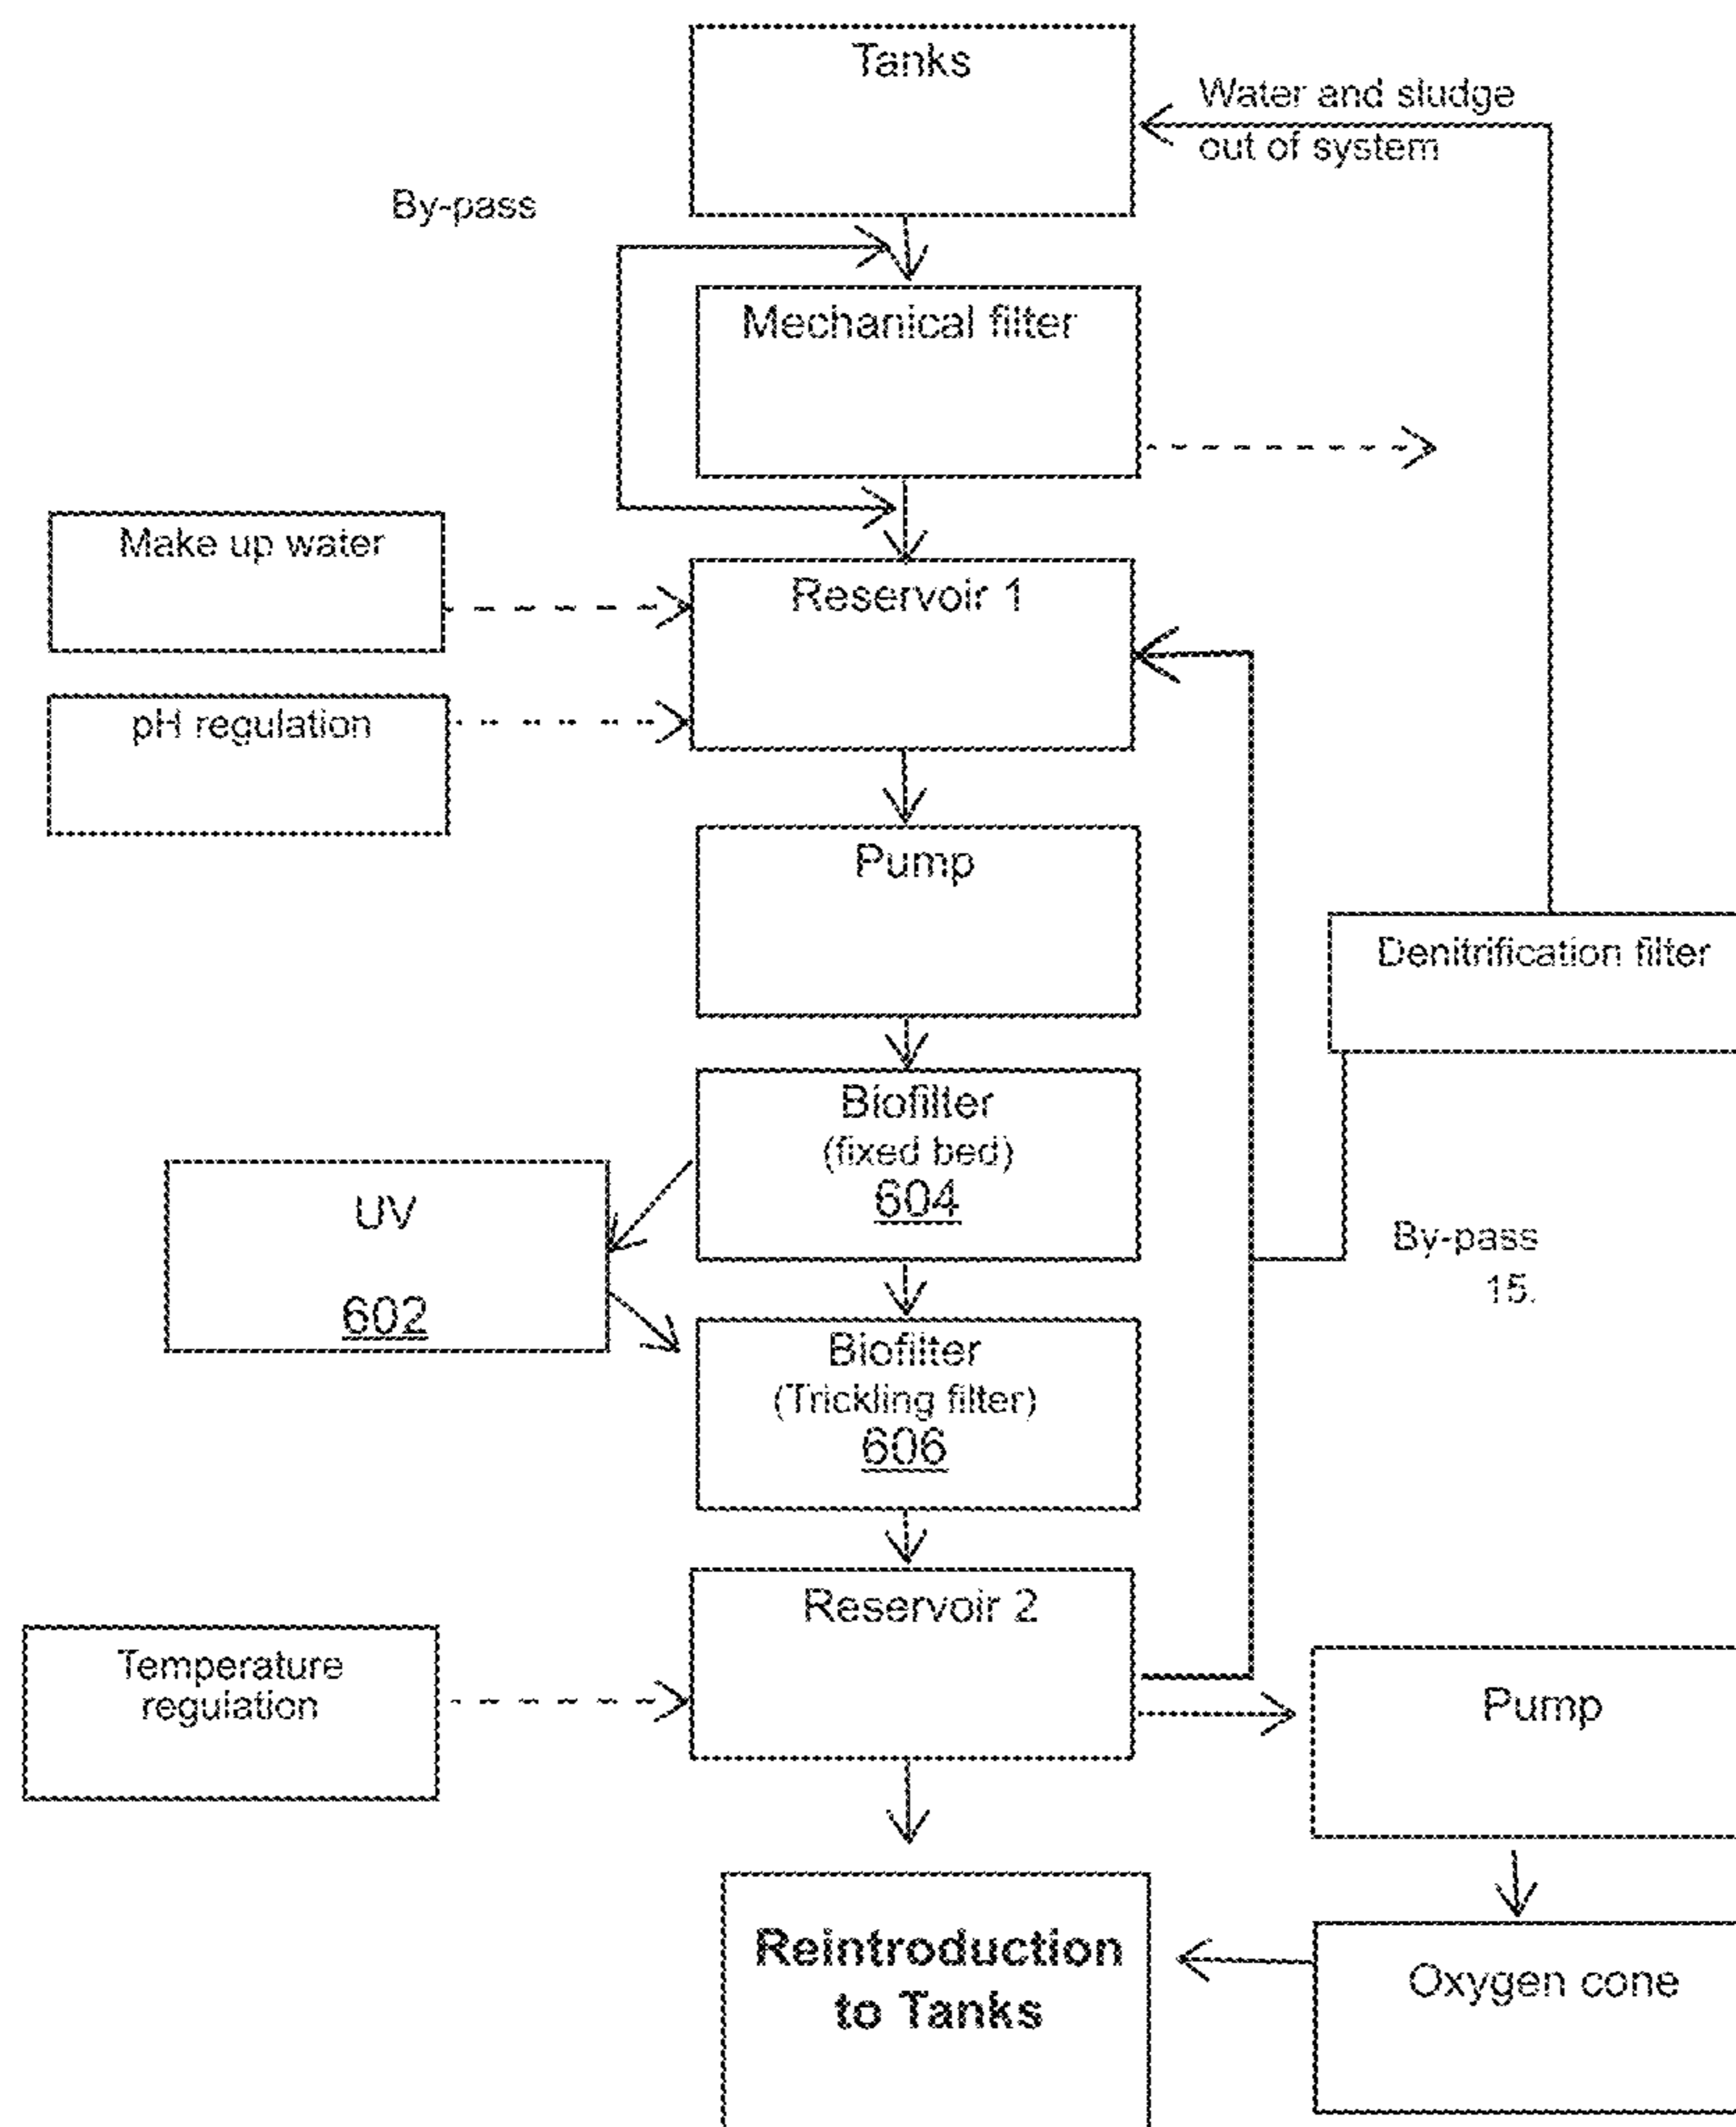 Tanks
Water and sludge
out of system
By-pass
Mechanical filter
Make up water
Reservoir 1
pH regulation
Pump
Denitrification filter
Biofilter
(fixed bed)
604
UV
602
By-pass
15.
Biofilter
(Trickling filter)
606
Reservoir 2
Temperature
regulation
Pump
Reintroduction
to Tanks
Oxygen cone